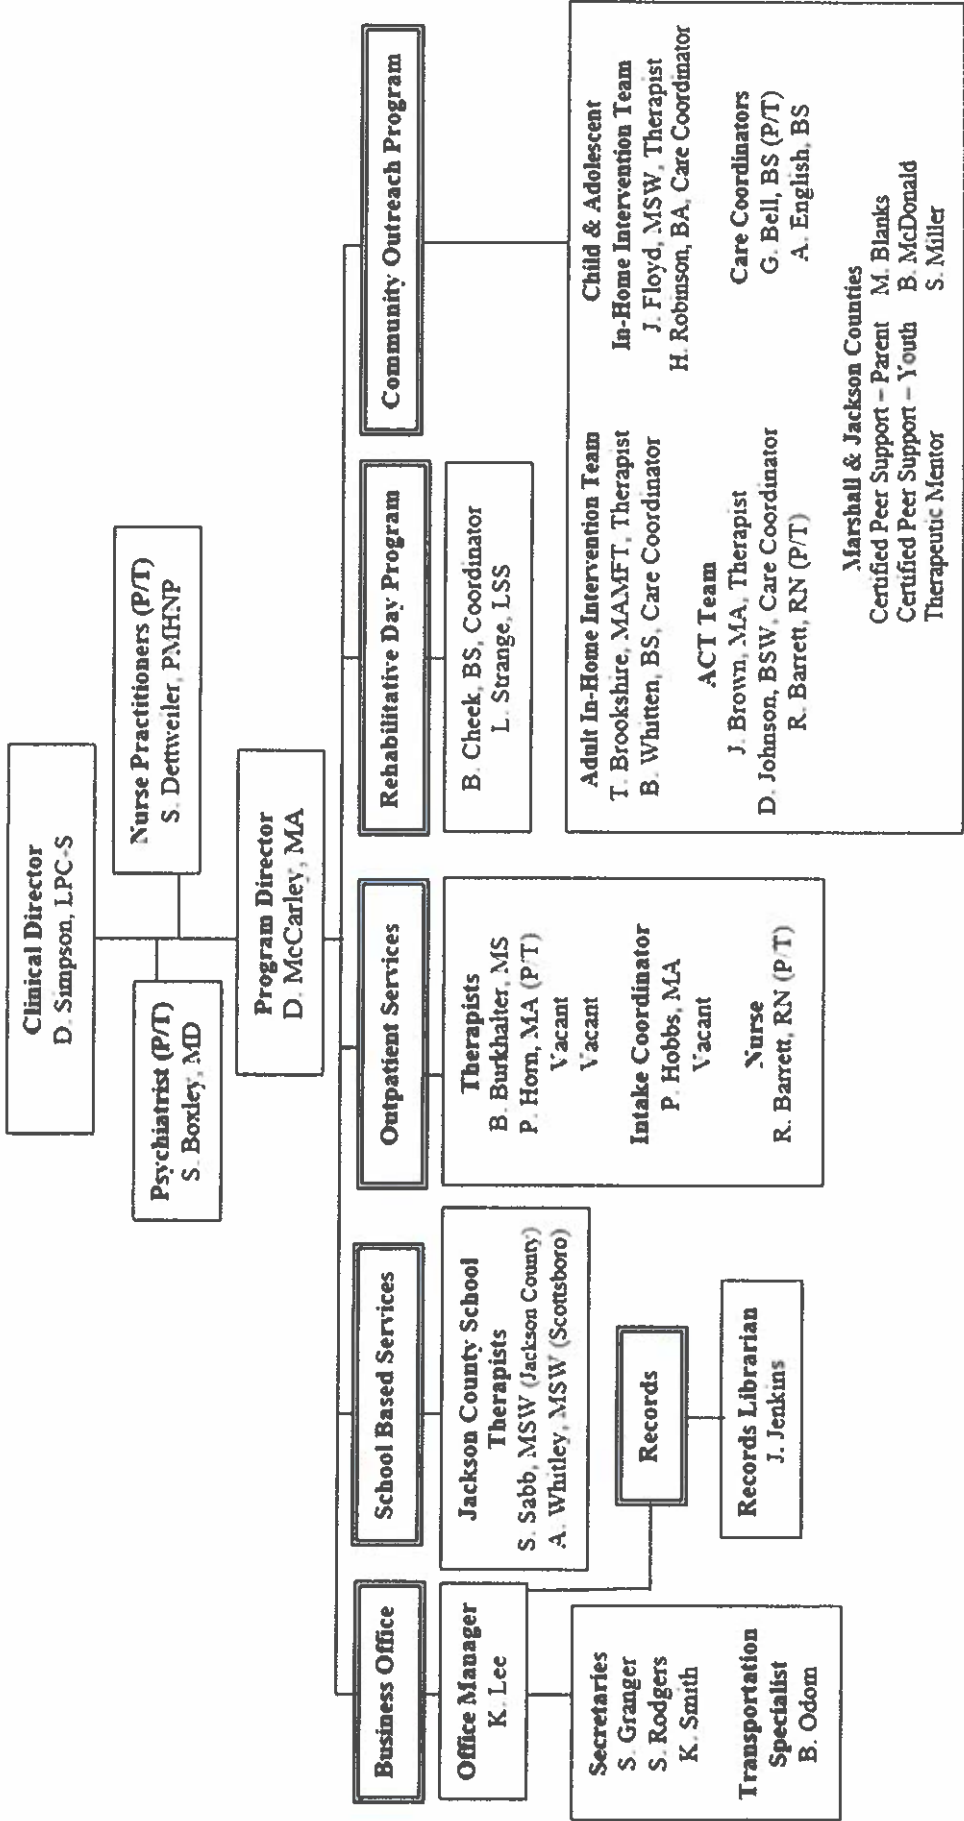 Clinical Director
D. Simpson, LPC-S
Psychiatrist (P/T)
S. Boxley, MD
Nurse Practitioners (P/T)
S. Dettweiler, PMHNP
Program Director
D. McCarley, MA
Business Office
School Based Services
Outpatient Services
Rehabilitative Day Program
Community Outreach Program
Office Manager
K. Lee
Secretaries
S. Granger
S. Rodgers
K. Smith
Transportation
Specialist
B. Odom
Jackson County School
Therapists
S. Sabb, MSW (Jackson County)
A. Whitley, MSW (Scottsboro)
Records
Records Librarian
J. Jenkins
Therapists
B. Burkhalter, MS
P. Horn, MA (P/T)
Vacant
Vacant
Intake Coordinator
P. Hobbs, MA
Vacant
Nurse
R. Barrett, RN (P/T)
B. Cheek, BS, Coordinator
L. Strange, LSS
Adult In-Home Intervention Team
T. Brookshire, MAMFT, Therapist
B. Whitten, BS, Care Coordinator
ACT Team
J. Brown, MA, Therapist
D. Johnson, BSW, Care Coordinator
R. Barrett, RN (P/T)
Child & Adolescent
In-Home Intervention Team
J. Floyd, MSW, Therapist
H. Robinson, BA, Care Coordinator
Care Coordinators
G. Bell, BS (P/T)
A. English, BS
Marshall & Jackson Counties
Certified Peer Support – Parent M. Blanks
Certified Peer Support – Youth B. McDonald
Therapeutic Mentor S. Miller